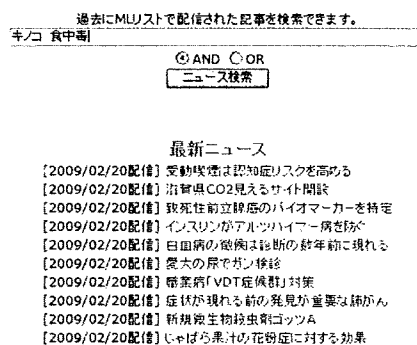 過去にMLリストで配信された記事を検索できます。
キノコ 食中毒
AND OR
ニュース検索
最新ニュース
[2009/02/20配信] 受動喫煙は認知症リスクを高める
[2009/02/20配信] 滋賀県CO2見えるサイト開設
[2009/02/20配信] 致死性前立腺癌のバイオマーカーを特定
[2009/02/20配信] インスリンがアルツハイマー病を防ぐ
[2009/02/20配信] 白血病の徴候は診断の数年前に現れる
[2009/02/20配信] 愛犬の尿でガン検診
[2009/02/20配信] 職業病「VDT症候群」対策
[2009/02/20配信] 症状が現れる前の発見が重要な肺がん
[2009/02/20配信] 新規微生物殺虫剤ゴッツA
[2009/02/20配信] じゃばら果汁の花粉症に対する効果